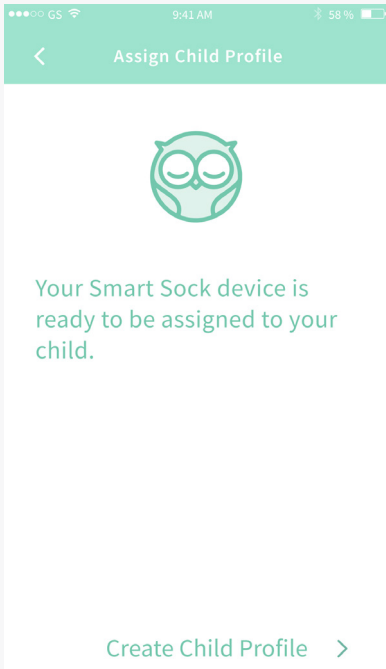 GS 9:41 AM 58 %
Assign Child Profile
Your Smart Sock device is
ready to be assigned to your
child.
Create Child Profile